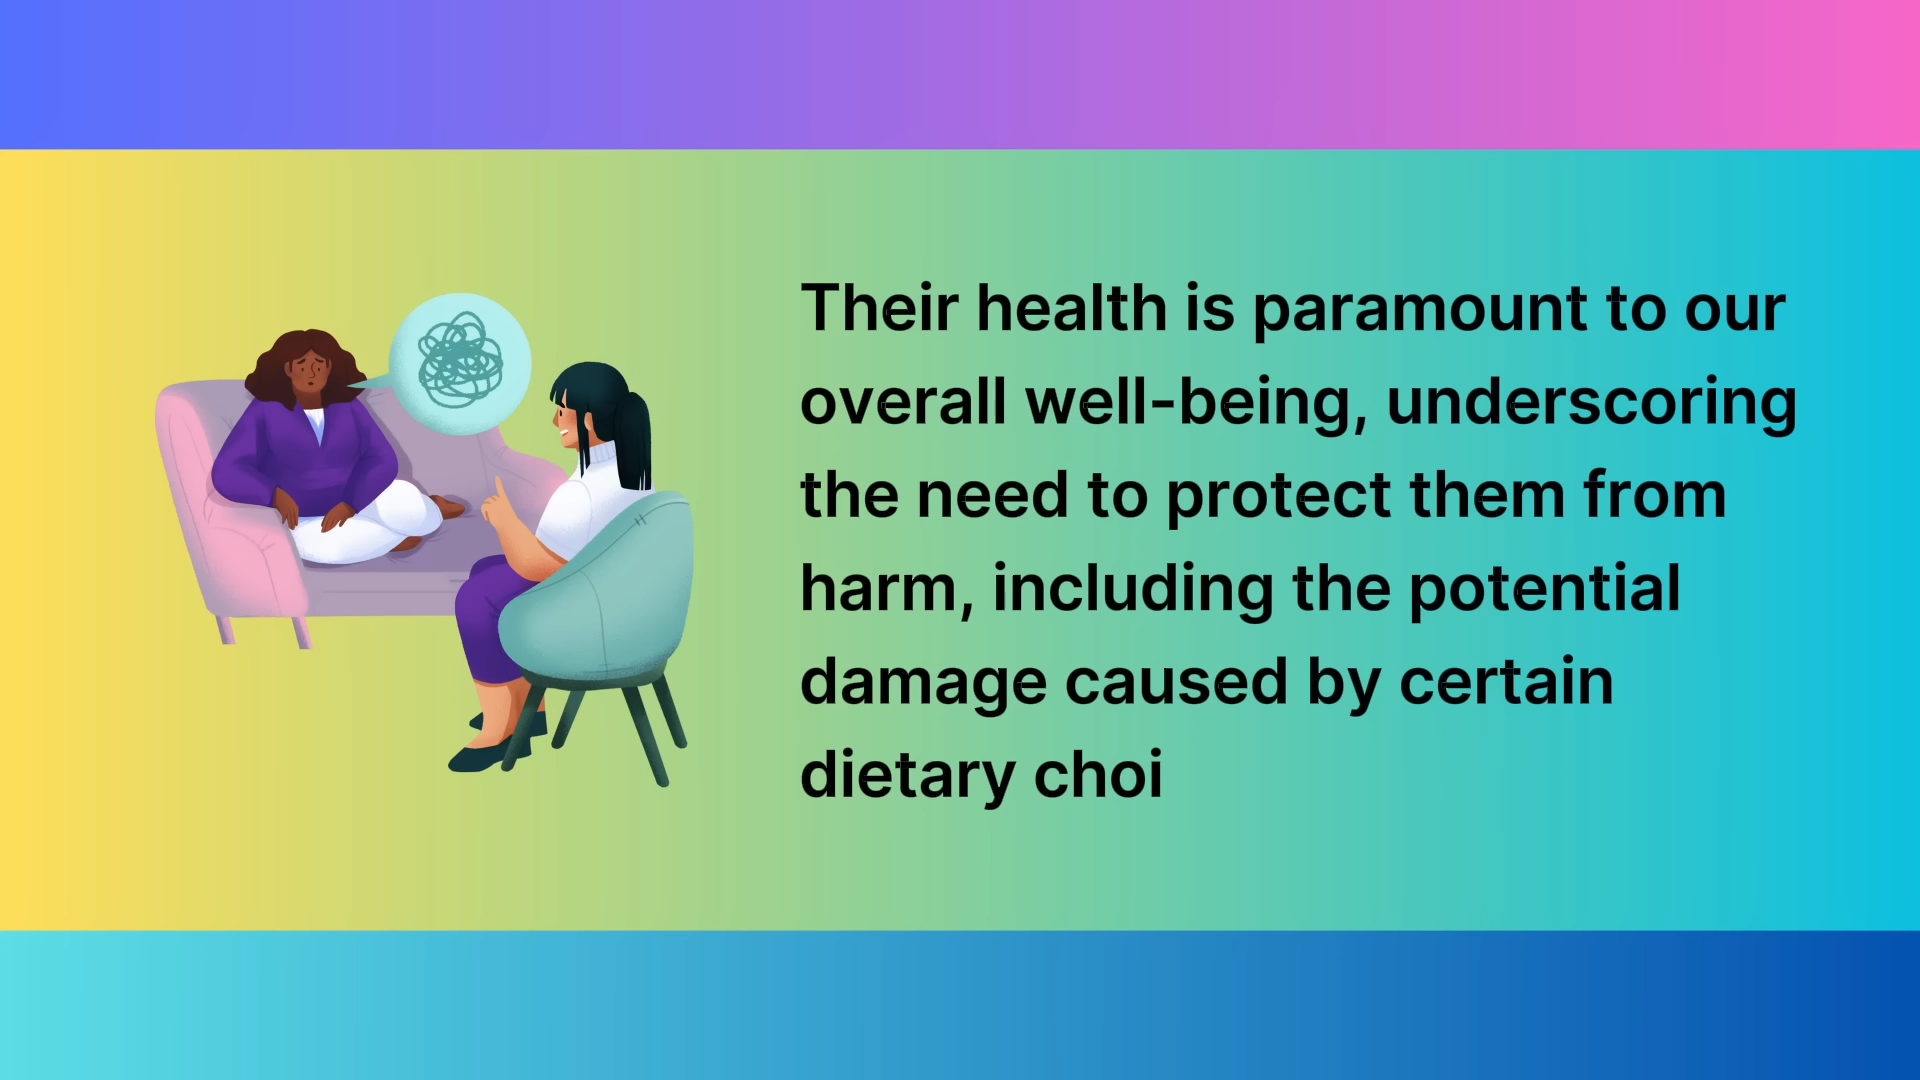 Their health is paramount to our
overall well-being, underscoring
the need to protect them from
harm, including the potential
damage caused by certain
dietary choi